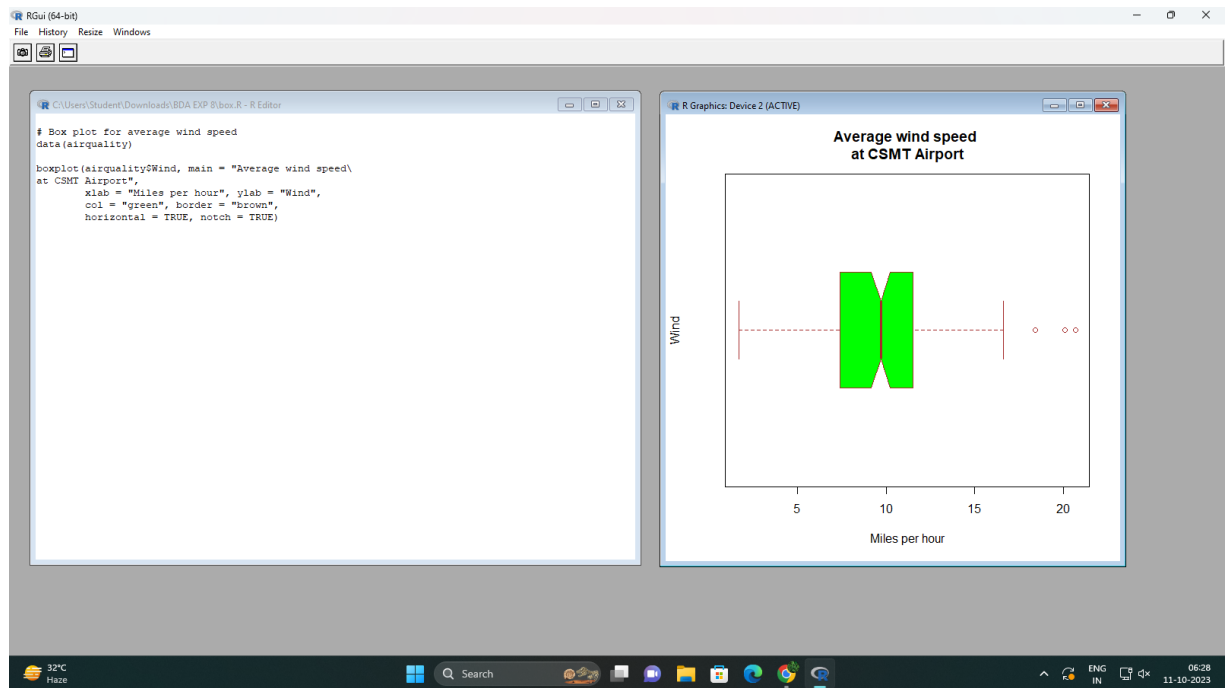 RGui (64-bit)
File History Resize Windows
C:\Users\Student\Downloads\BDA EXP 8\box.R - R Editor
# Box plot for average wind speed
data(airquality)
boxplot(airquality$Wind, main = "Average wind speed\
at CSMT Airport",
xlab = "Miles per hour", ylab = "Wind",
col = "green", border = "brown",
horizontal = TRUE, notch = TRUE)
R Graphics: Device 2 (ACTIVE)
Average wind speed
at CSMT Airport
Wind
5 10 15 20
Miles per hour
32°C
Haze
Search
ENG
IN
06:28
11-10-2023